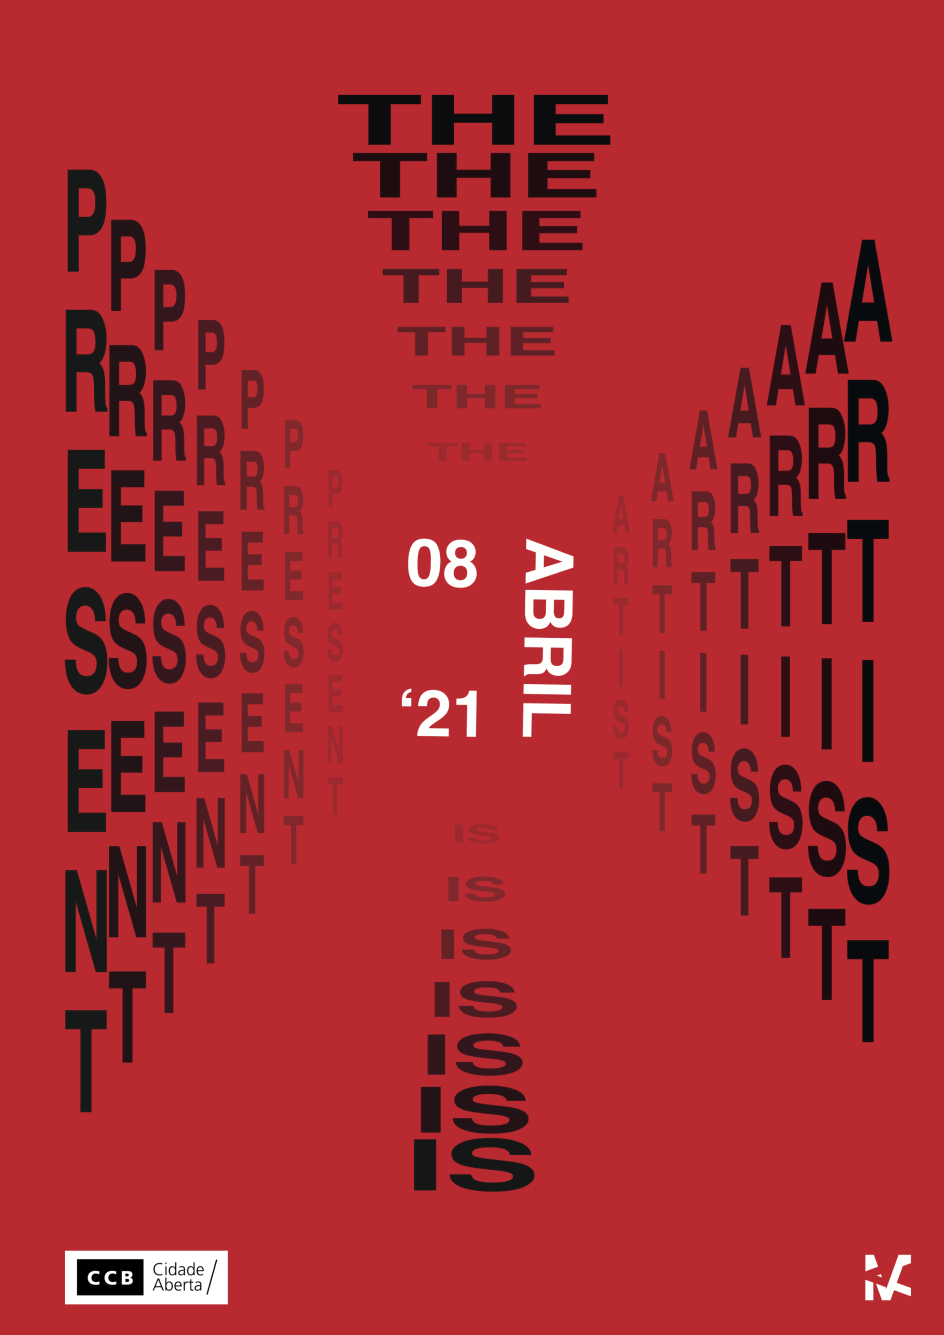 THE
THE
THE
THE
THE
THE
THE
PRESENT
PRESENT
PRESENT
PRESENT
PRESENT
PRESENT
PRESENT
08
‘21
ABRIL
ARTIST
ARTIST
ARTIST
ARTIST
ARTIST
ARTIST
ARTIST
IS
IS
IS
IS
IS
IS
IS
CCB
Cidade
Aberta/